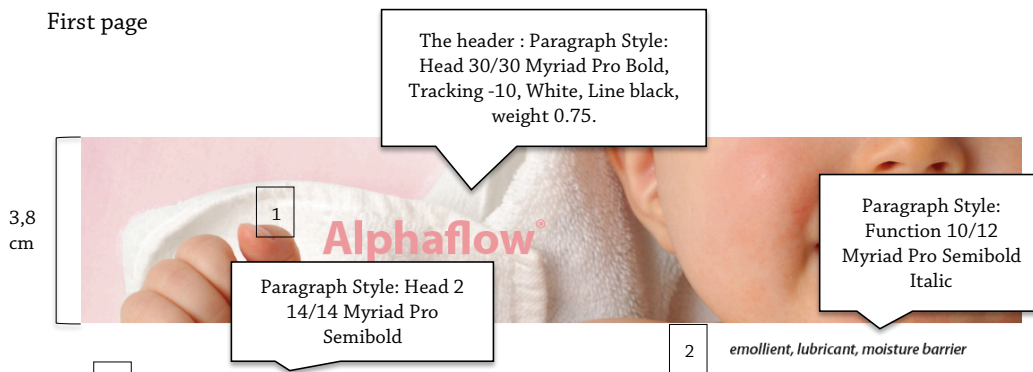 First page
The header : Paragraph Style:
Head 30/30 Myriad Pro Bold,
Tracking -10, White, Line black,
weight 0.75.
3,8
cm
1
Alphaflow®
Paragraph Style:
Function 10/12
Myriad Pro Semibold
Italic
Paragraph Style: Head 2
14/14 Myriad Pro
Semibold
2
emollient, lubricant, moisture barrier